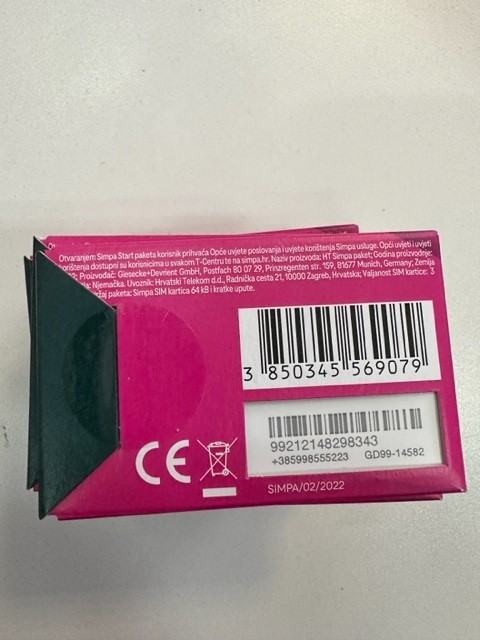 Otvaranjem Simpa Start paketa korisnik prihvaća Opće uvjete poslovanja i uvjete korištenja Simpa usluge. Opći uvjeti i uvjeti
korištenja dostupni su korisnicima u svakom T-Centru te na simpa.hr. Naziv proizvoda: HT Simpa paket; Godina proizvodnje:
Proizvođač: Giesecke+Devrient GmbH, Postfach 80 07 29, Prinzregenten str. 159, 81677 Munich, Germany; Zemlja
Njemačka. Uvoznik: Hrvatski Telekom d.d., Radnička cesta 21, 10000 Zagreb, Hrvatska; Valjanost SIM kartice: 3
paketa: Simpa SIM kartica 64 kB i kratke upute.
3 850345 569079
99212148298343
+385998555223 GD99-14582
CE
SIMPA/02/2022